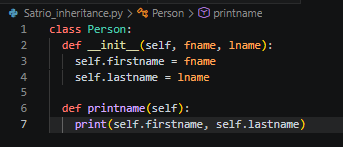 Satrio_inheritance.py > Person > printname
1 class Person:
2   def __init__(self, fname, lname):
3     self.firstname = fname
4     self.lastname = lname
5
6   def printname(self):
7     print(self.firstname, self.lastname)